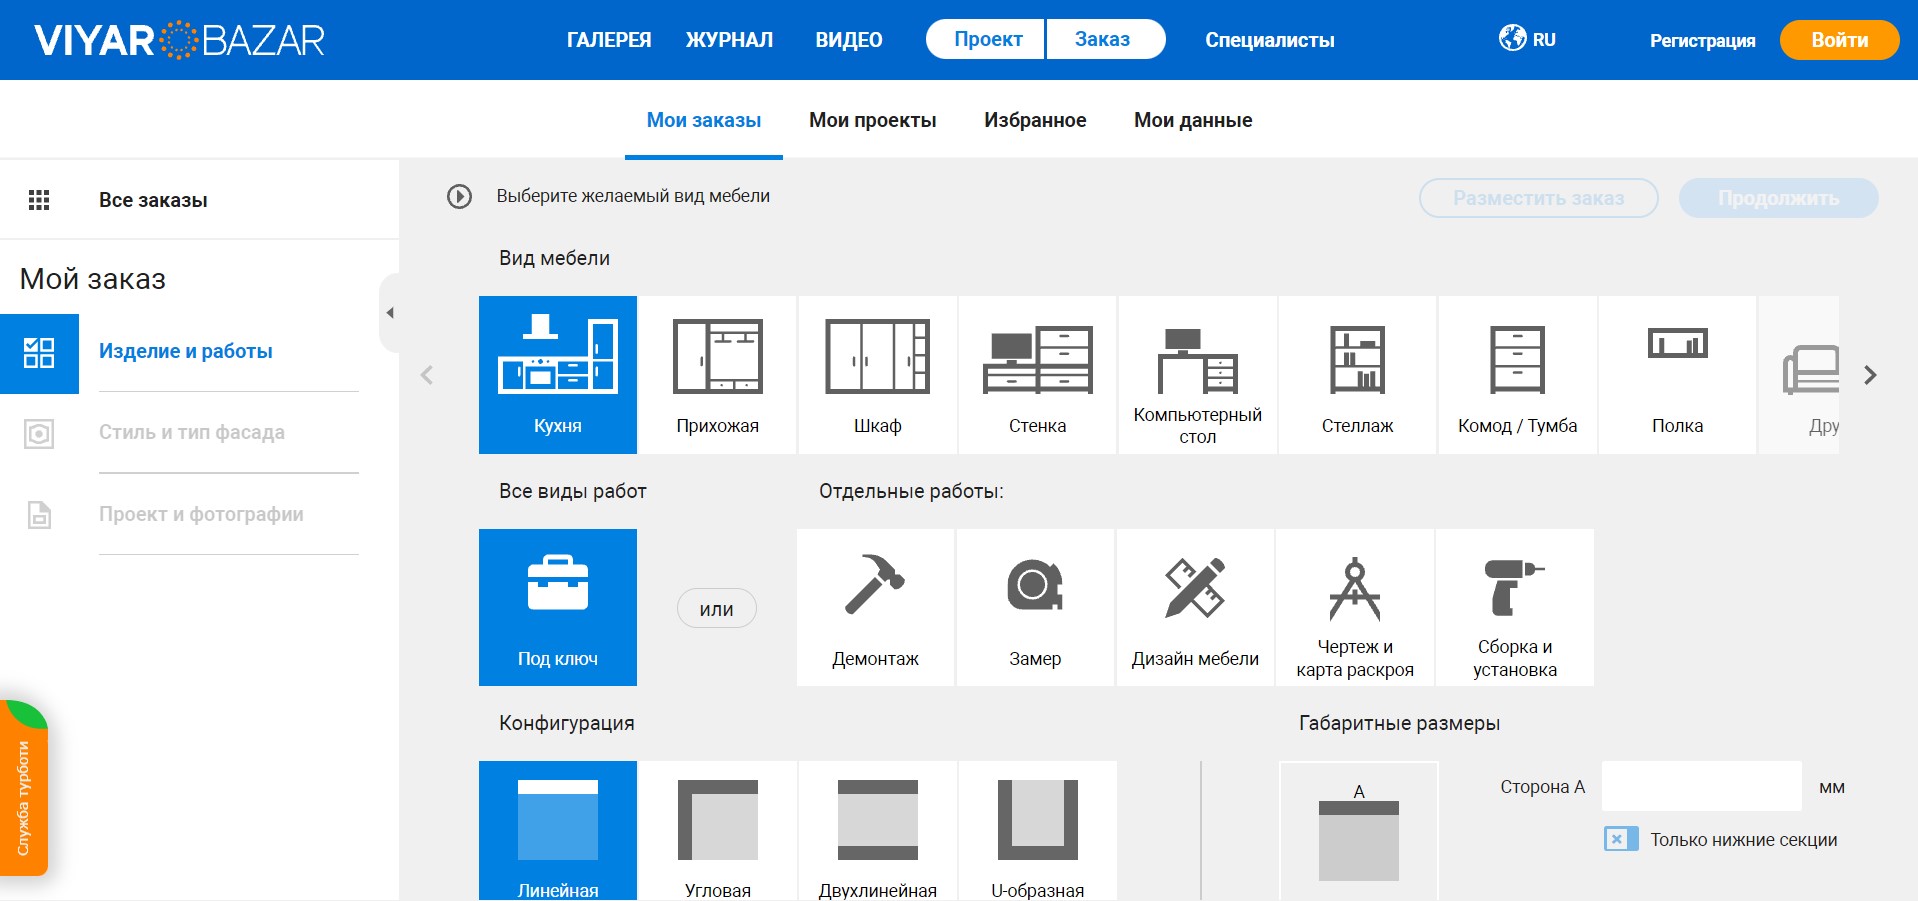 VIYAR BAZAR
ГАЛЕРЕЯ
ЖУРНАЛ
ВИДЕО
Проект
Заказ
Специалисты
RU
Регистрация
Войти
Мои заказы
Мои проекты
Избранное
Мои данные
Все заказы
Выберите желаемый вид мебели
Разместить заказ
Продолжить
Мой заказ
Изделие и работы
Стиль и тип фасада
Проект и фотографии
Служба турботи
Вид мебели
Кухня
Прихожая
Шкаф
Стенка
Компьютерный
стол
Стеллаж
Комод / Тумба
Полка
Дру
Все виды работ
Отдельные работы:
Под ключ
или
Демонтаж
Замер
Дизайн мебели
Чертеж и
карта раскроя
Сборка и
установка
Конфигурация
Габаритные размеры
Линейная
Угловая
Двухлинейная
U-образная
A
Сторона A
мм
Только нижние секции